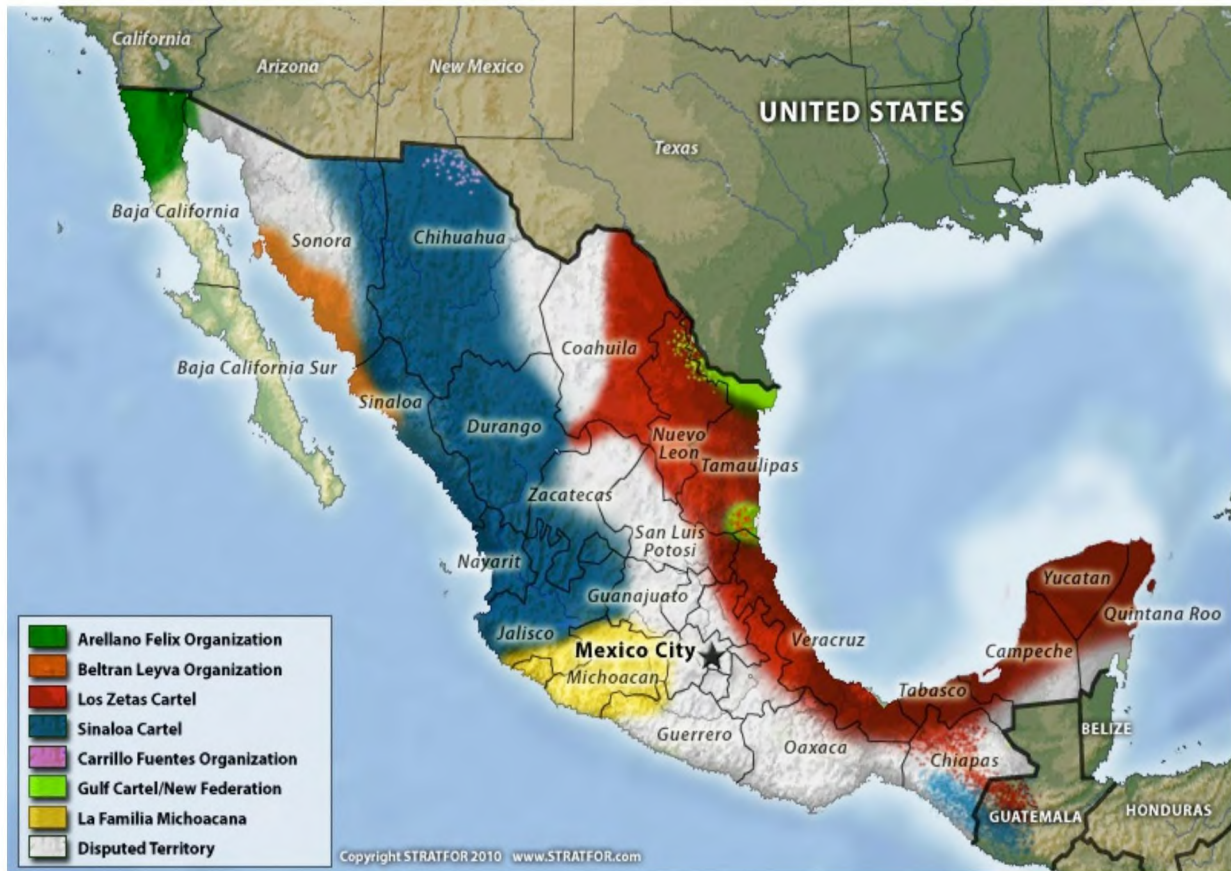 California
Arizona
New Mexico
UNITED STATES
Texas
Baja California
Sonora
Chihuahua
Coahuila
Baja California Sur
Sinaloa
Durango
Nuevo
Leon
Tamaulipas
Zacatecas
San Luis
Potosi
Nayarit
Guanajuato
Yucatan
Quintana Roo
Jalisco
Mexico City
Veracruz
Campeche
Michoacan
Tabasco
Guerrero
Oaxaca
BELIZE
Chiapas
GUATEMALA
HONDURAS
Arellano Felix Organization
Beltran Leyva Organization
Los Zetas Cartel
Sinaloa Cartel
Carrillo Fuentes Organization
Gulf Cartel/New Federation
La Familia Michoacana
Disputed Territory
Copyright STRATFOR 2010 www.STRATFOR.com